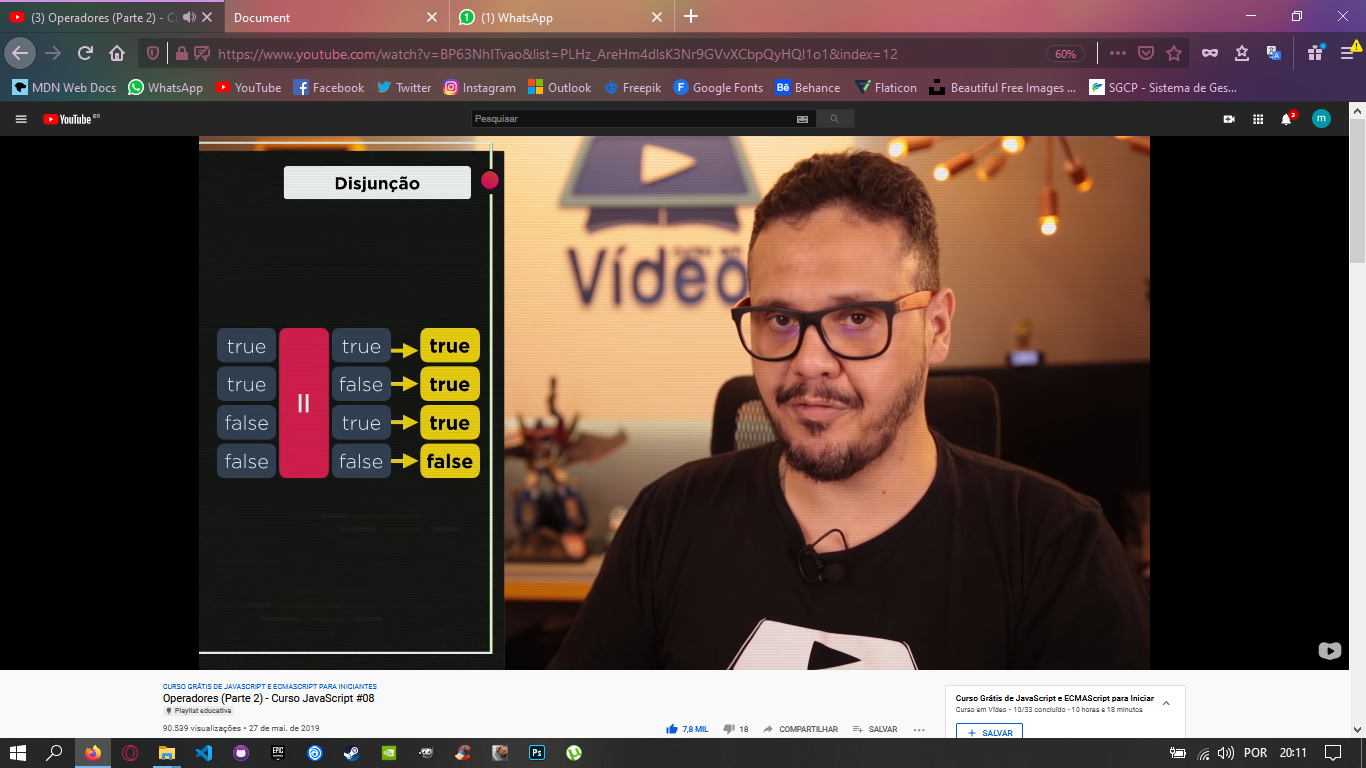 (3) Operadores (Parte 2) - C
Document
(1) WhatsApp
https://www.youtube.com/watch?v=BP63NhITvao&list=PLHz_AreHm4dlsK3Nr9GVvXCbpQyHQl1o1&index=12
60%
MDN Web Docs
WhatsApp
YouTube
Facebook
Twitter
Instagram
Outlook
Freepik
Google Fonts
Behance
Flaticon
Beautiful Free Images ...
SGCP - Sistema de Ges...
YouTube BR
Pesquisar
2
m
Disjunção
Vídeo
true || true true
true false true
false true true
false false false
CURSO GRÁTIS DE JAVASCRIPT E ECMASCRIPT PARA INICIANTES
Operadores (Parte 2) - Curso JavaScript #08
Playlist educativa
90.539 visualizações • 27 de mai. de 2019
7,8 MIL
18
COMPARTILHAR
SALVAR
Curso Grátis de JavaScript e ECMAScript para Inician
Curso em Vídeo - 10/33 concluído - 10 horas e 18 minutos
SALVAR
EPIC
Ps
POR
20:11